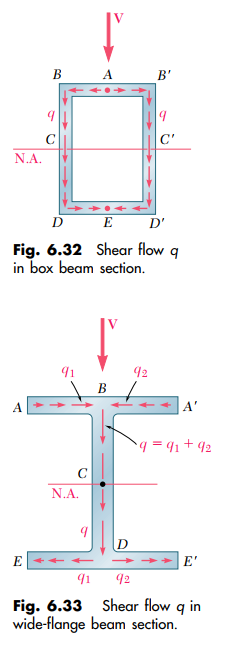 V
B A B'
q q
C C'
N.A.
D E D'
Fig. 6.32 Shear flow q
in box beam section.
V
q₁ q₂
B
A A'
q = q₁ + q₂
C
N.A.
q
D
E E'
q₁ q₂
Fig. 6.33 Shear flow q in
wide-flange beam section.